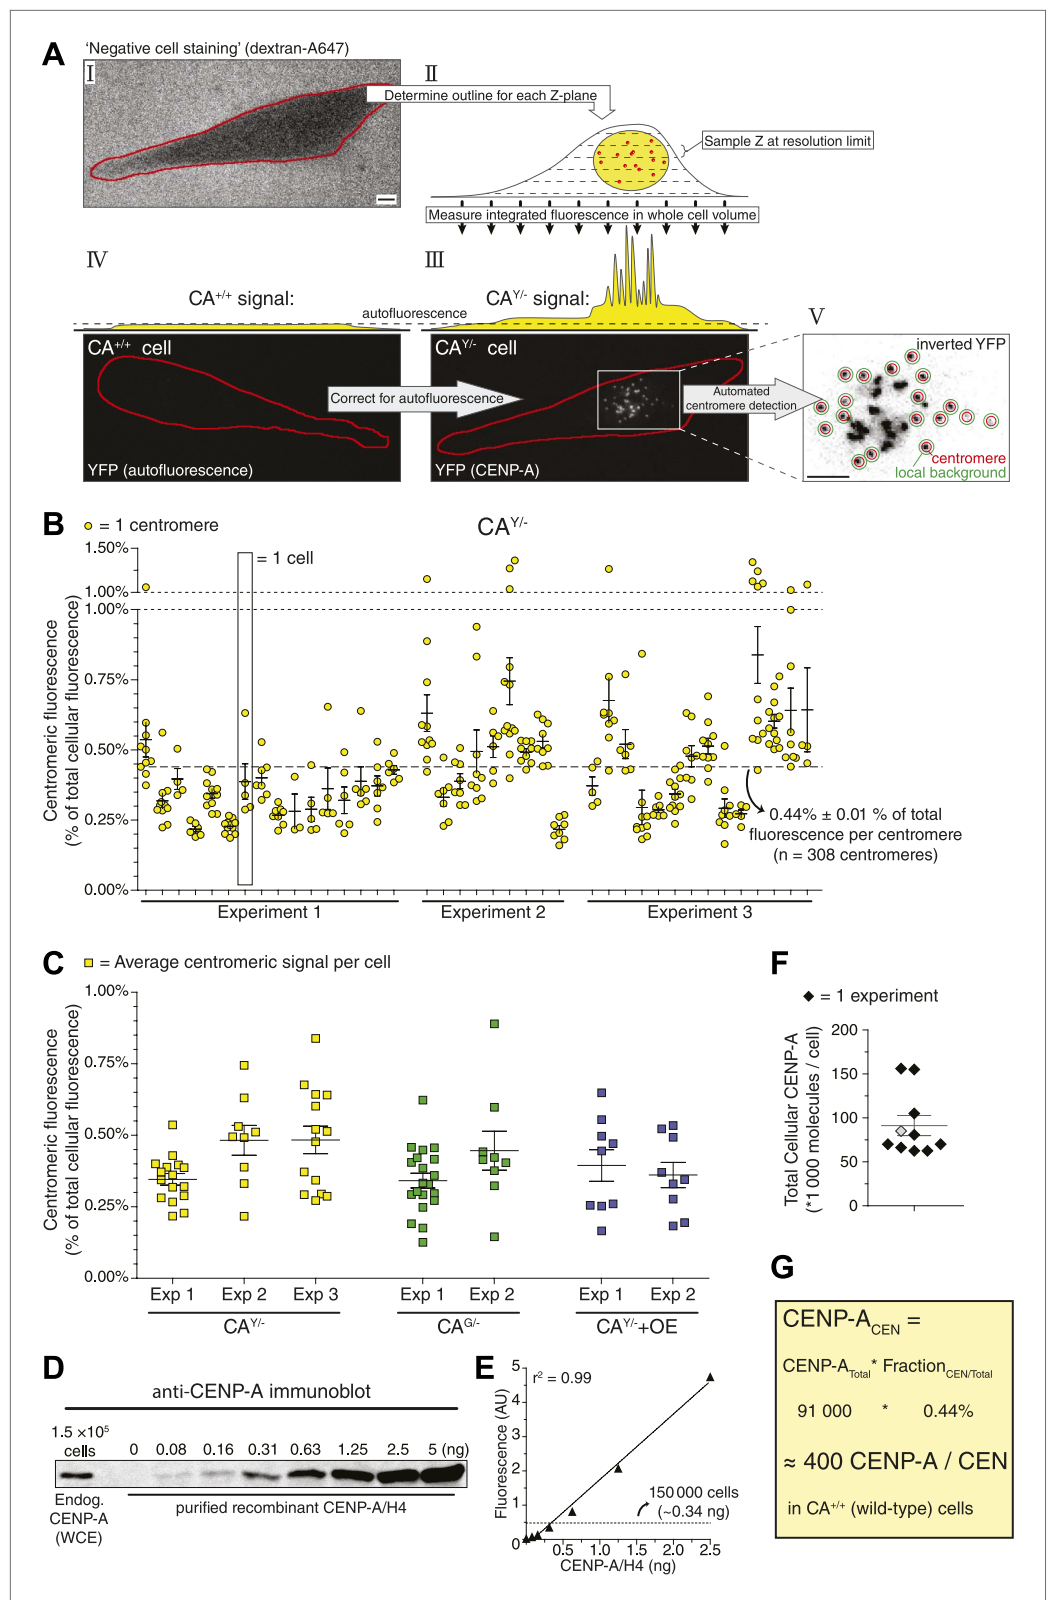 A
'Negative cell staining' (dextran-A647)
I
II
Determine outline for each Z-plane
Sample Z at resolution limit
Measure integrated fluorescence in whole cell volume
IV
III
CA+/+ signal:
autofluorescence
CAY/- signal:
V
CA+/+ cell
Correct for autofluorescence
YFP (autofluorescence)
CAY/- cell
YFP (CENP-A)
Automated
centromere detection
inverted YFP
centromere
local background
B
= 1 centromere
CAY/-
= 1 cell
Centromeric fluorescence
(% of total cellular fluorescence)
1.50%
1.00%
1.00%
0.75%
0.50%
0.25%
0.00%
0.44% ± 0.01 % of total
fluorescence per centromere
(n = 308 centromeres)
Experiment 1
Experiment 2
Experiment 3
C
= Average centromeric signal per cell
Centromeric fluorescence
(% of total cellular fluorescence)
1.00%
0.75%
0.50%
0.25%
0.00%
Exp 1 Exp 2 Exp 3
CAY/-
Exp 1 Exp 2
CAG/-
Exp 1 Exp 2
CAY/-+OE
F
= 1 experiment
Total Cellular CENP-A
(*1 000 molecules / cell)
200
150
100
50
0
D
anti-CENP-A immunoblot
1.5 ×10⁵
cells
0 0.08 0.16 0.31 0.63 1.25 2.5 5 (ng)
Endog.
CENP-A
(WCE)
purified recombinant CENP-A/H4
E
r² = 0.99
Fluorescence (AU)
5
4
3
2
1
0
150 000 cells
(~0.34 ng)
0.5 1.0 1.5 2.0 2.5
CENP-A/H4 (ng)
G
CENP-ACEN =
CENP-ATotal * FractionCEN/Total
91 000 * 0.44%
≈ 400 CENP-A / CEN
in CA+/+ (wild-type) cells